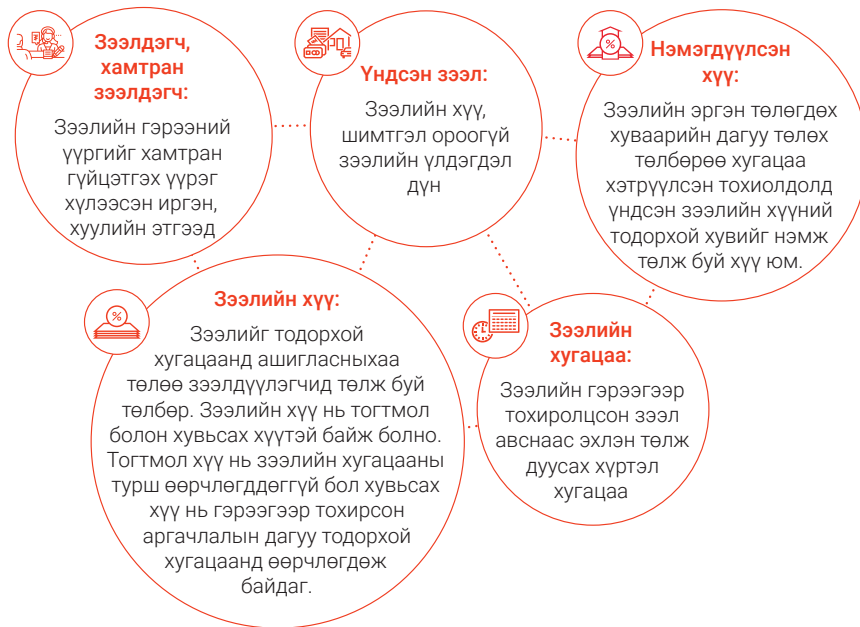 Зээлдэгч,
хамтран
зээлдэгч:
Зээлийн гэрээний
үүргийг хамтран
гүйцэтгэх үүрэг
хүлээсэн иргэн,
хуулийн этгээд
Үндсэн зээл:
Зээлийн хүү,
шимтгэл ороогүй
зээлийн үлдэгдэл
дүн
Нэмэгдүүлсэн
хүү:
Зээлийн эргэн төлөгдөх
хуваарийн дагуу төлөх
төлбөрөө хугацаа
хэтрүүлсэн тохиолдолд
үндсэн зээлийн хүүний
тодорхой хувийг нэмж
төлж буй хүү юм.
Зээлийн хүү:
Зээлийг тодорхой
хугацаанд ашигласныхаа
төлөө зээлдүүлэгчид төлж буй
төлбөр. Зээлийн хүү нь тогтмол
болон хувьсах хүүтэй байж болно.
Тогтмол хүү нь зээлийн хугацааны
турш өөрчлөгддөггүй бол хувьсах
хүү нь гэрээгээр тохирсон
аргачлалын дагуу тодорхой
хугацаанд өөрчлөгдөж
байдаг.
Зээлийн
хугацаа:
Зээлийн гэрээгээр
тохиролцсон зээл
авснаас эхлэн төлж
дуусах хүртэл
хугацаа